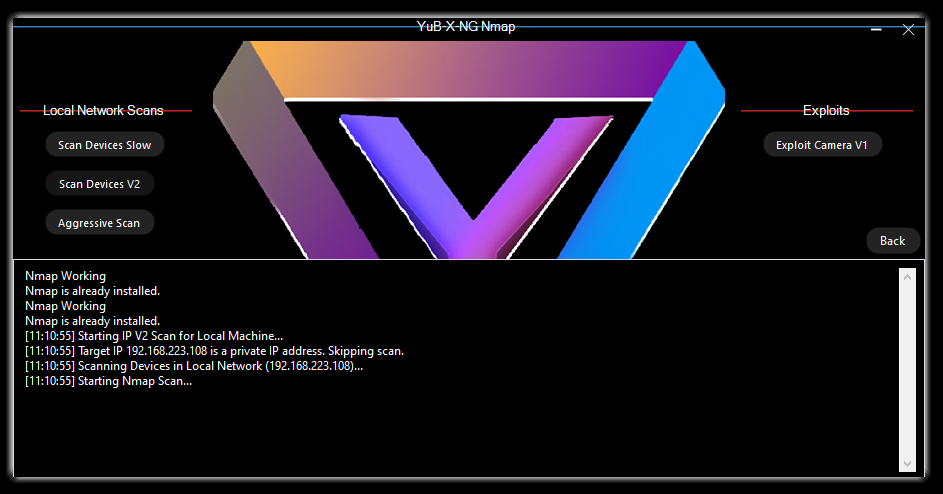 YuB-X-NG Nmap
Local Network Scans
Scan Devices Slow
Scan Devices V2
Aggressive Scan
Exploits
Exploit Camera V1
Back
Nmap Working
Nmap is already installed.
Nmap Working
Nmap is already installed.
[11:10:55] Starting IP V2 Scan for Local Machine...
[11:10:55] Target IP 192.168.223.108 is a private IP address. Skipping scan.
[11:10:55] Scanning Devices in Local Network (192.168.223.108)...
[11:10:55] Starting Nmap Scan...